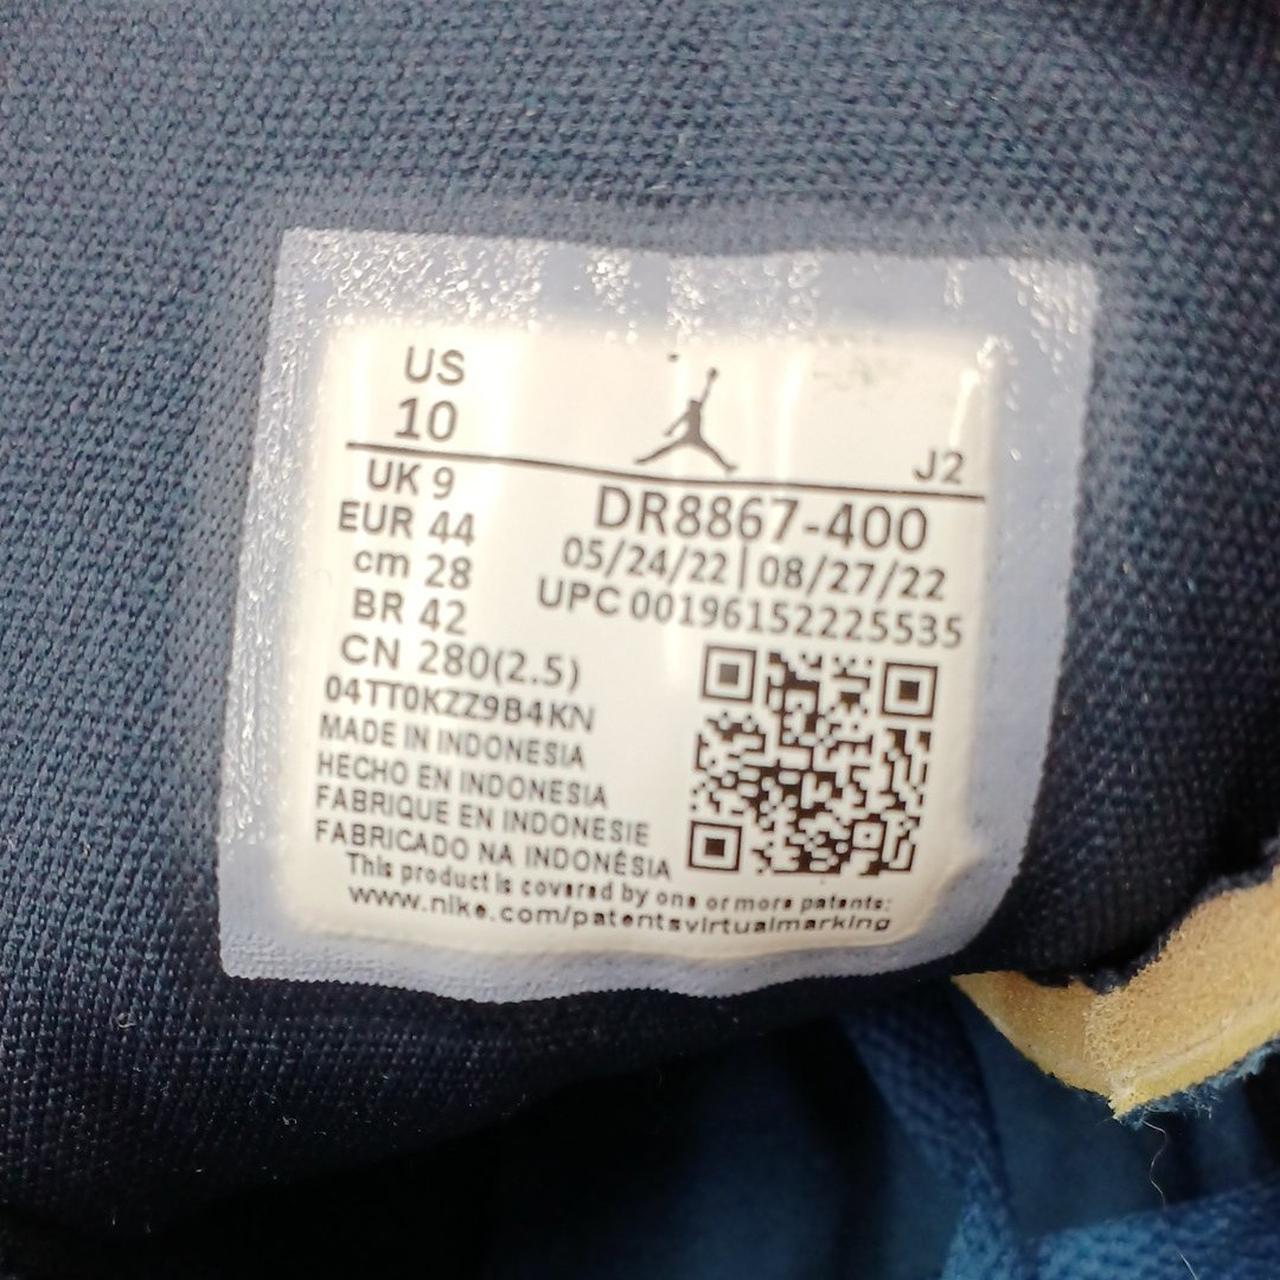 US
10
J2
UK 9
EUR 44
cm 28
BR 42
CN 280(2.5)
DR8867-400
05/24/22|08/27/22
UPC 00196152225535
04TT0KZZ9B4KN
MADE IN INDONESIA
HECHO EN INDONESIA
FABRIQUE EN INDONESIE
FABRICADO NA INDONÉSIA
This product is covered by one or more patents:
www.nike.com/patentsvirtualmarking